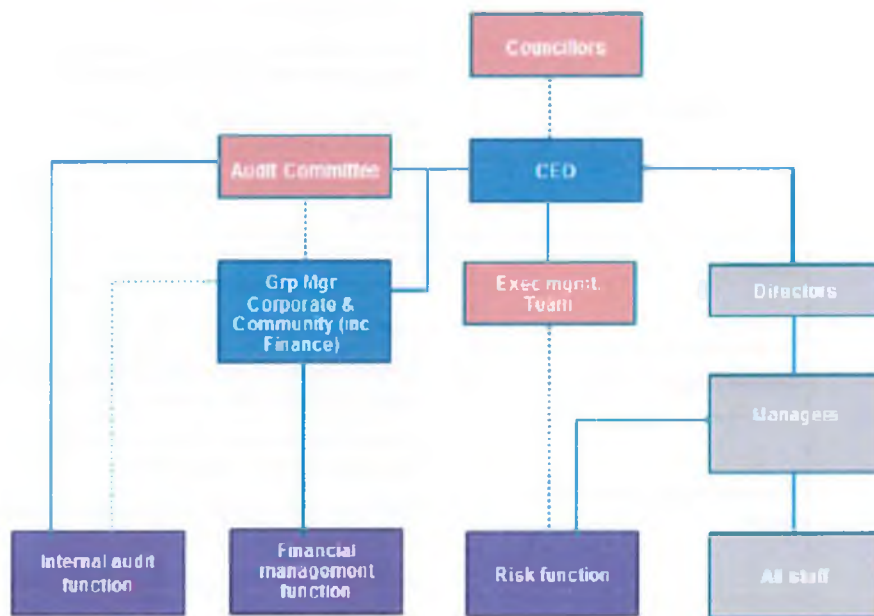 Councillors
Audit Committee
CEO
Grp Mgr
Corporate &
Community (inc
Finance)
Exec mgmt.
Team
Directors
Managers
Internal audit
function
Financial
management
function
Risk function
All staff